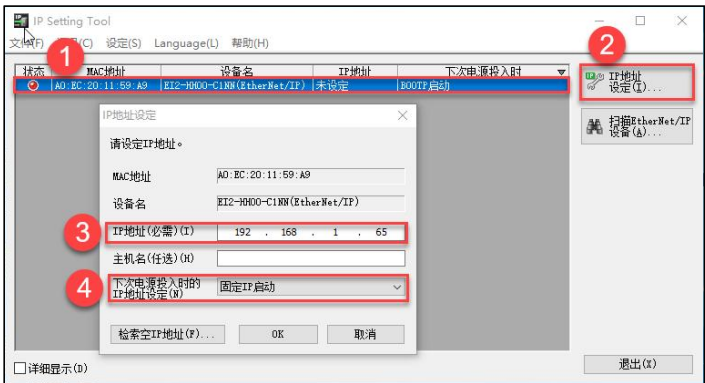 IP Setting Tool
设定(S) Language(L) 帮助(H)
1
2
状态 MAC地址 设备名 IP地址 下次电源投入时
A0:EC:20:11:59:A9 EI2-HH00-C1NN(EtherNet/IP) 未设定 BOOTP启动
IP地址
设定(I)...
扫描EtherNet/IP
设备(A)...
IP地址设定
请设定IP地址。
MAC地址 A0:EC:20:11:59:A9
设备名 EI2-HH00-C1NN(EtherNet/IP)
3
IP地址(必需)(I) 192 . 168 . 1 . 65
主机名(任选)(H)
4
下次电源投入时的
IP地址设定(N) 固定IP启动
检索空IP地址(F)... OK 取消
详细显示(D) 退出(X)